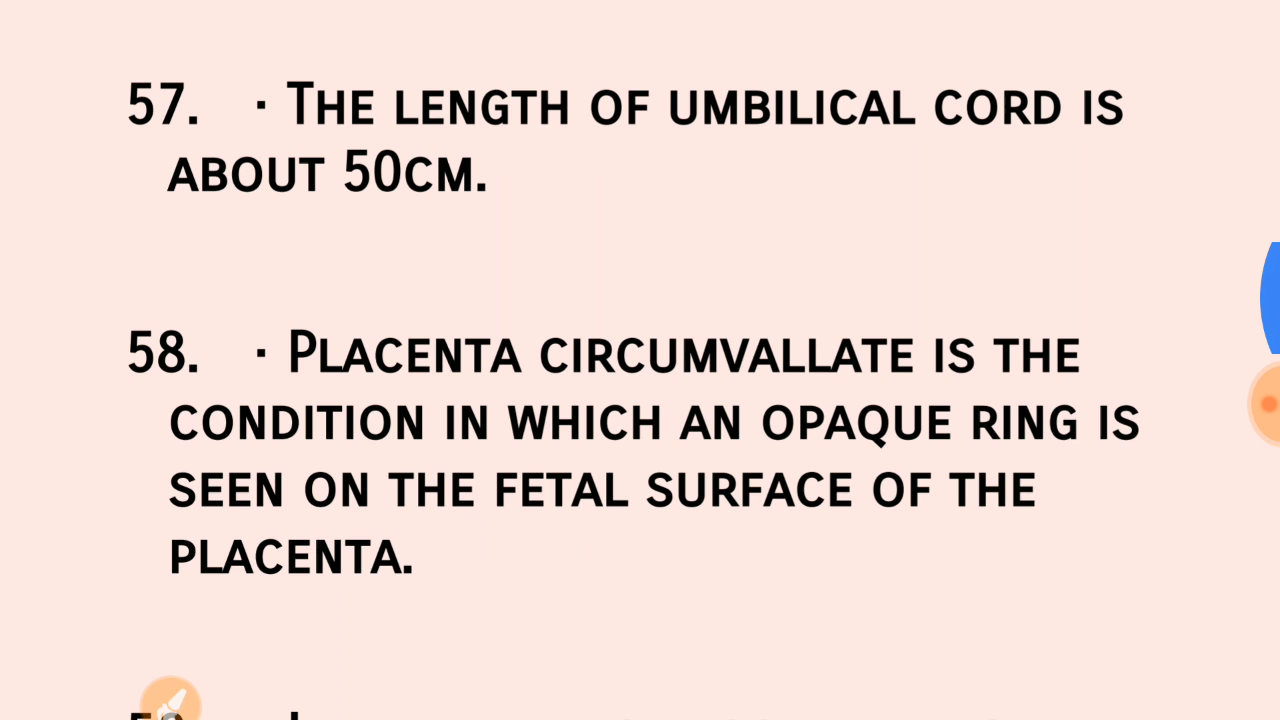 57. · The length of umbilical cord is
about 50cm.
58. · Placenta circumvallate is the
condition in which an opaque ring is
seen on the fetal surface of the
placenta.